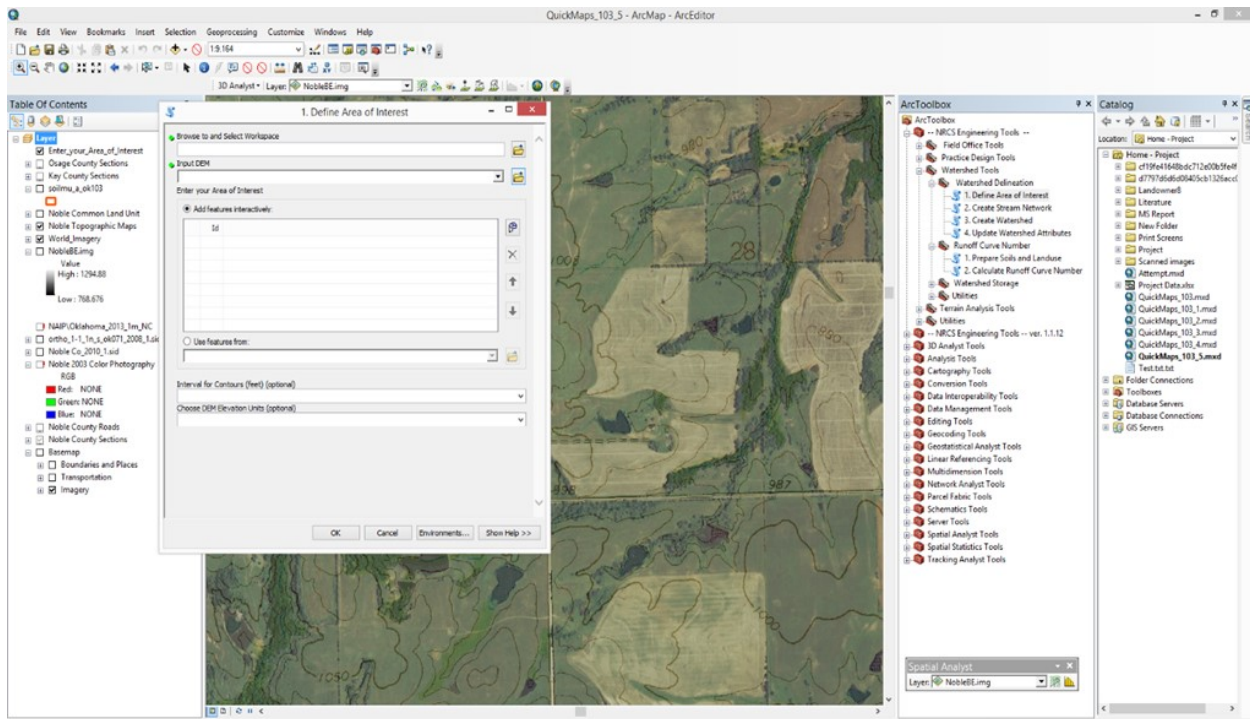 QuickMaps_103_5 - ArcMap - ArcEditor
File Edit View Bookmarks Insert Selection Geoprocessing Customize Windows Help
1:9,164
3D Analyst Layer: NobleBE.img
Table Of Contents
Layer
Enter_your_Area_of_Interest
Osage County Sections
Kay County Sections
soilmu_a_ok103
Noble Common Land Unit
Noble Topographic Maps
World_Imagery
NobleBE.img
Value
High : 1294.88
Low : 768.676
NAIP\Oklahoma_2013_1m_NC
ortho_1-1_1n_s_ok071_2008_1.sid
Noble Co_2010_1.sid
Noble 2003 Color Photography
RGB
Red: NONE
Green: NONE
Blue: NONE
Noble County Roads
Noble County Sections
Basemap
Boundaries and Places
Transportation
Imagery
1. Define Area of Interest
Browse to and Select Workspace
Input DEM
Enter your Area of Interest
Add features interactively:
Id
Use features from:
Interval for Contours (feet) (optional)
Choose DEM Elevation Units (optional)
OK Cancel Environments... Show Help >>
980
28
1008
990
998
987
1050
1000
ArcToolbox
ArcToolbox
-- NRCS Engineering Tools --
Field Office Tools
Practice Design Tools
Watershed Tools
Watershed Delineation
1. Define Area of Interest
2. Create Stream Network
3. Create Watershed
4. Update Watershed Attributes
Runoff Curve Number
1. Prepare Soils and Landuse
2. Calculate Runoff Curve Number
Watershed Storage
Utilities
Terrain Analysis Tools
Utilities
-- NRCS Engineering Tools -- ver. 1.1.12
3D Analyst Tools
Analysis Tools
Cartography Tools
Conversion Tools
Data Interoperability Tools
Data Management Tools
Editing Tools
Geocoding Tools
Geostatistical Analyst Tools
Linear Referencing Tools
Multidimension Tools
Network Analyst Tools
Parcel Fabric Tools
Schematics Tools
Server Tools
Spatial Analyst Tools
Spatial Statistics Tools
Tracking Analyst Tools
Spatial Analyst
Layer: NobleBE.img
Catalog
Location: Home - Project
Home - Project
Landowner8
Literature
MS Report
New Folder
Print Screens
Project
Scanned images
Attempt.mxd
Project Data.xlsx
QuickMaps_103.mxd
QuickMaps_103_1.mxd
QuickMaps_103_2.mxd
QuickMaps_103_3.mxd
QuickMaps_103_4.mxd
QuickMaps_103_5.mxd
Test.txt.txt
Folder Connections
Toolboxes
Database Servers
Database Connections
GIS Servers